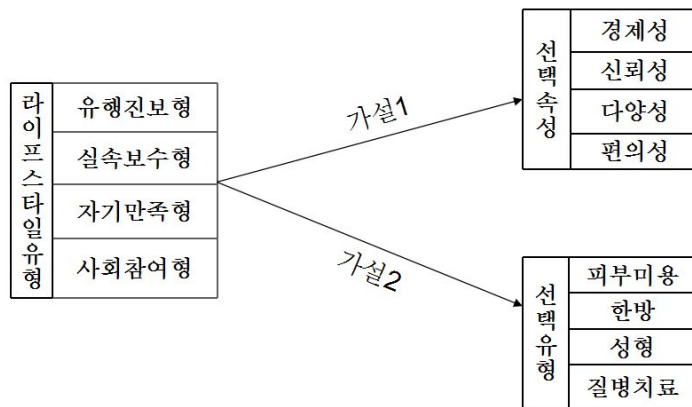 라이프스타일유형
유행진보형
실속보수형
자기만족형
사회참여형
가설1
가설2
선택속성
경제성
신뢰성
다양성
편의성
선택유형
피부미용
한방
성형
질병치료